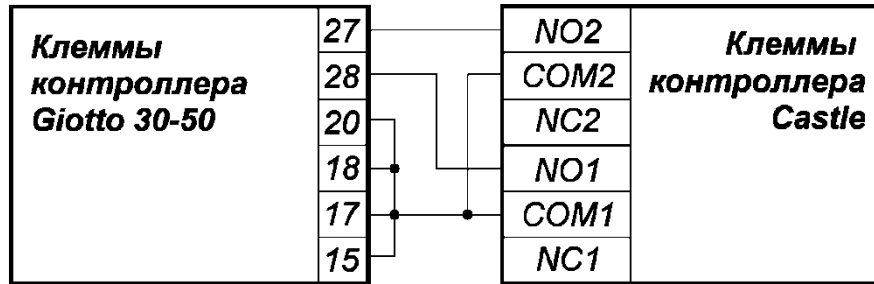 Клеммы
контроллера
Giotto 30-50
27
28
20
18
17
15
NO2
COM2
NC2
NO1
COM1
NC1
Клеммы
контроллера
Castle